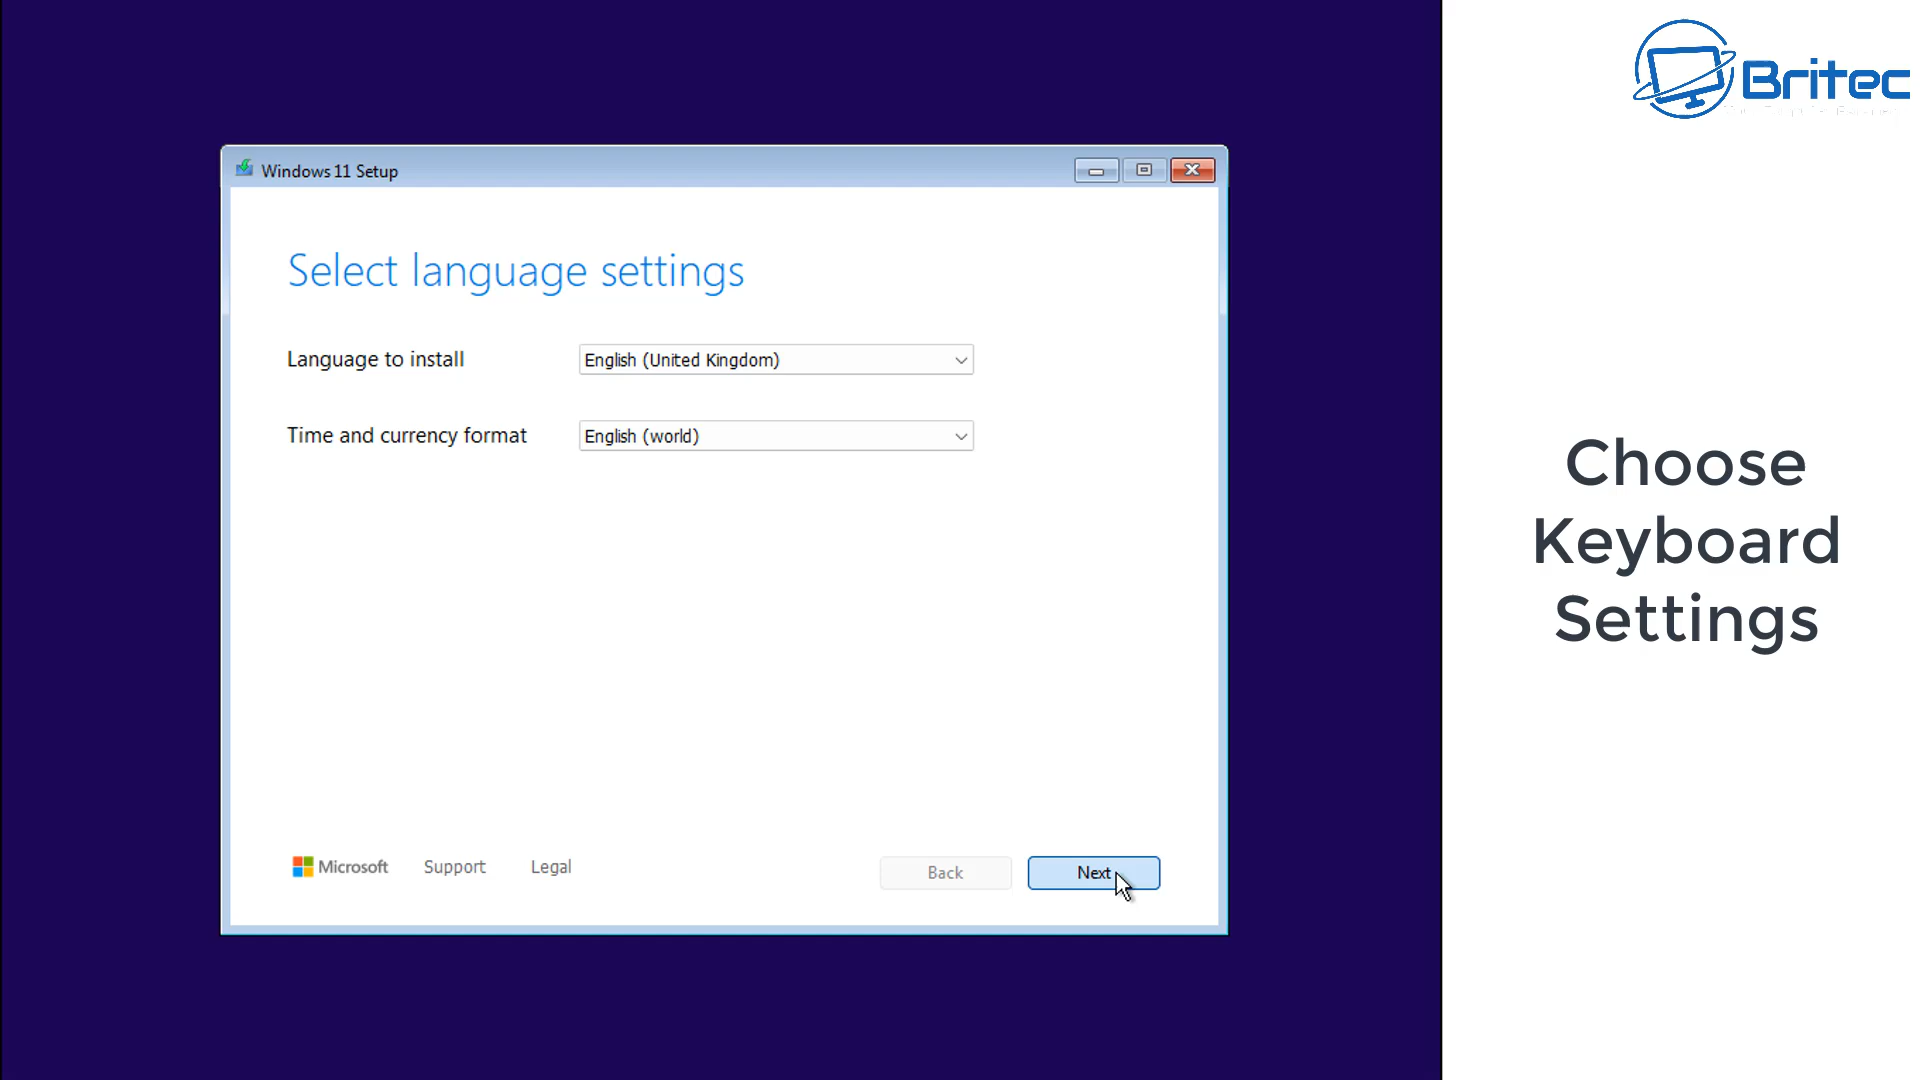 Britec
Windows 11 Setup
Select language settings
Language to install
English (United Kingdom)
Time and currency format
English (world)
Choose
Keyboard
Settings
Microsoft
Support
Legal
Back
Next